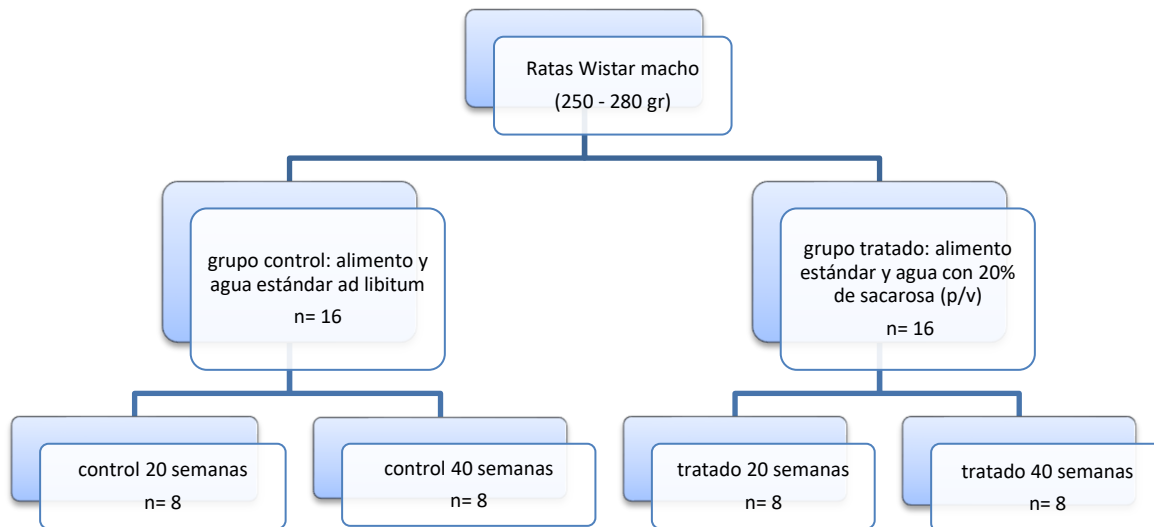 Ratas Wistar macho
(250 - 280 gr)
grupo control: alimento y
agua estándar ad libitum
n= 16
grupo tratado: alimento
estándar y agua con 20%
de sacarosa (p/v)
n= 16
control 20 semanas
n= 8
control 40 semanas
n= 8
tratado 20 semanas
n= 8
tratado 40 semanas
n= 8